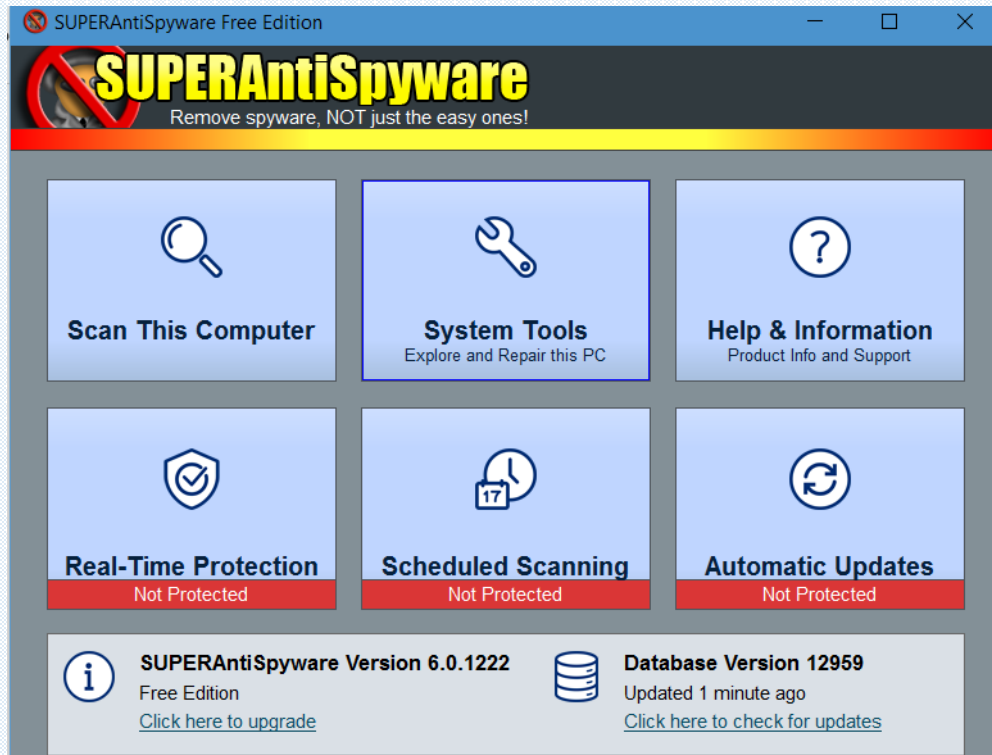 SUPERAntiSpyware Free Edition
SUPERAntiSpyware
Remove spyware, NOT just the easy ones!
Scan This Computer
System Tools
Explore and Repair this PC
Help & Information
Product Info and Support
Real-Time Protection
Not Protected
17
Scheduled Scanning
Not Protected
Automatic Updates
Not Protected
SUPERAntiSpyware Version 6.0.1222
Free Edition
Click here to upgrade
Database Version 12959
Updated 1 minute ago
Click here to check for updates